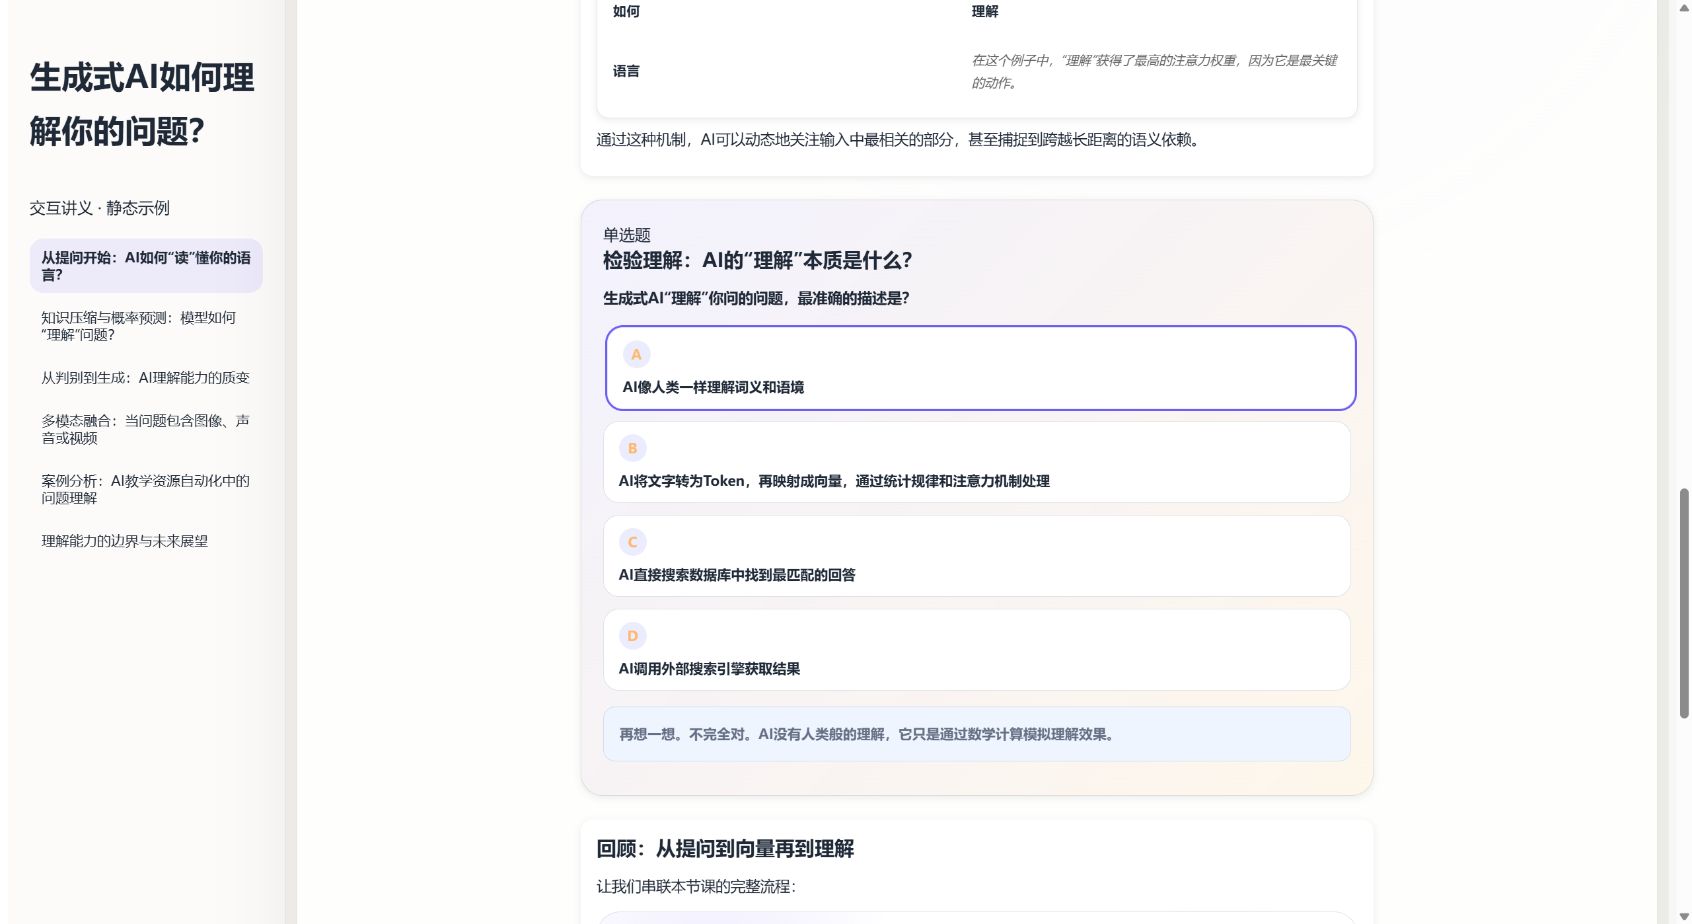 生成式AI如何理
解你的问题?
交互讲义 · 静态示例
从提问开始：AI如何“读”懂你的语
言?
知识压缩与概率预测：模型如何
“理解”问题?
从判别到生成：AI理解能力的质变
多模态融合：当问题包含图像、声
音或视频
案例分析：AI教学资源自动化中的
问题理解
理解能力的边界与未来展望
如何 理解
语言 在这个例子中，“理解”获得了最高的注意力权重，因为它是最关键
的动作。
通过这种机制，AI可以动态地关注输入中最相关的部分，甚至捕捉到跨越长距离的语义依赖。
单选题
检验理解：AI的“理解”本质是什么?
生成式AI“理解”你问的问题，最准确的描述是?
A
AI像人类一样理解词义和语境
B
AI将文字转为Token，再映射成向量，通过统计规律和注意力机制处理
C
AI直接搜索数据库中找到最匹配的回答
D
AI调用外部搜索引擎获取结果
再想一想。不完全对。AI没有人类般的理解，它只是通过数学计算模拟理解效果。
回顾：从提问到向量再到理解
让我们串联本节课的完整流程：